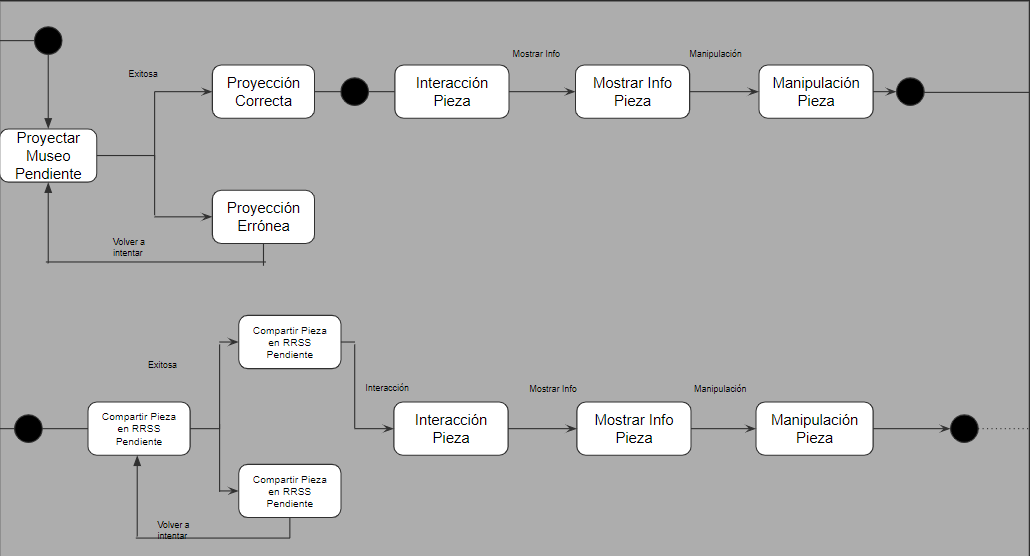 Mostrar Info
Manipulación
Exitosa
Proyección
Correcta
Interacción
Pieza
Mostrar Info
Pieza
Manipulación
Pieza
Proyectar
Museo
Pendiente
Proyección
Errónea
Volver a
intentar
Compartir Pieza
en RRSS
Pendiente
Exitosa
Interacción
Mostrar Info
Manipulación
Compartir Pieza
en RRSS
Pendiente
Interacción
Pieza
Mostrar Info
Pieza
Manipulación
Pieza
Compartir Pieza
en RRSS
Pendiente
Volver a
intentar